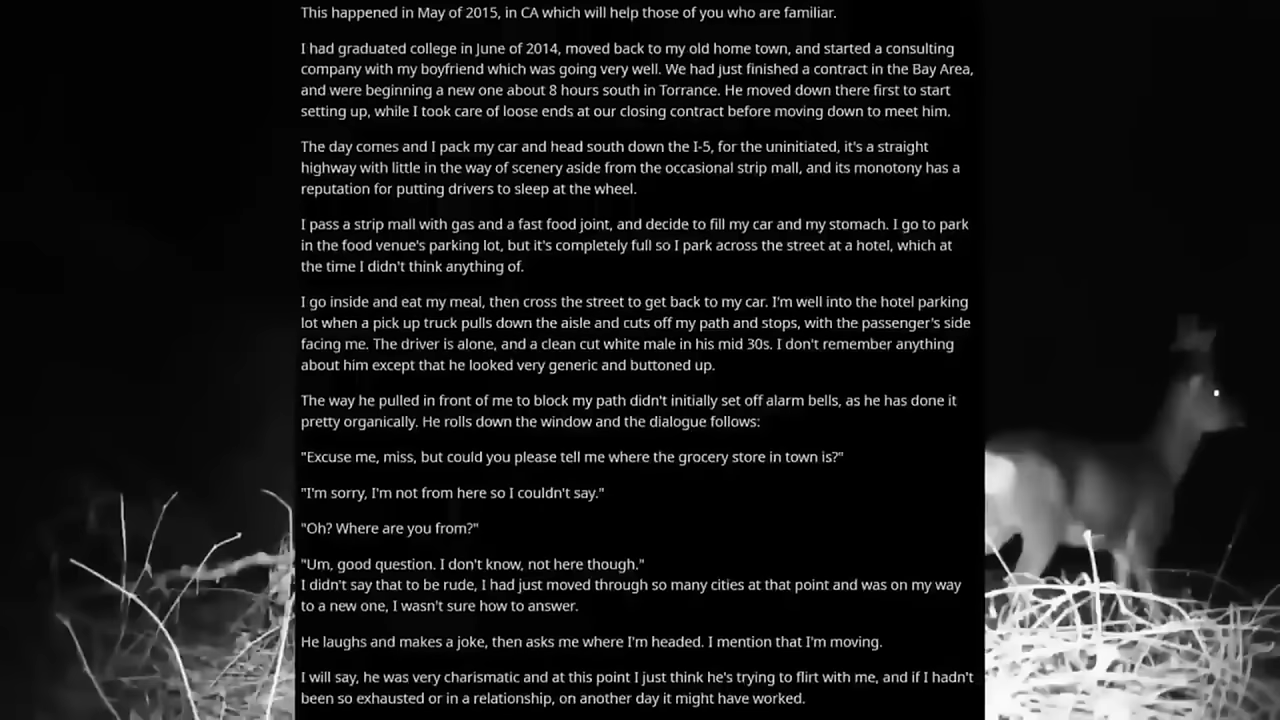 This happened in May of 2015, in CA which will help those of you who are familiar.
I had graduated college in June of 2014, moved back to my old home town, and started a consulting
company with my boyfriend which was going very well. We had just finished a contract in the Bay Area,
and were beginning a new one about 8 hours south in Torrance. He moved down there first to start
setting up, while I took care of loose ends at our closing contract before moving down to meet him.
The day comes and I pack my car and head south down the I-5, for the uninitiated, it's a straight
highway with little in the way of scenery aside from the occasional strip mall, and its monotony has a
reputation for putting drivers to sleep at the wheel.
I pass a strip mall with gas and a fast food joint, and decide to fill my car and my stomach. I go to park
in the food venue's parking lot, but it's completely full so I park across the street at a hotel, which at
the time I didn't think anything of.
I go inside and eat my meal, then cross the street to get back to my car. I'm well into the hotel parking
lot when a pick up truck pulls down the aisle and cuts off my path and stops, with the passenger's side
facing me. The driver is alone, and a clean cut white male in his mid 30s. I don't remember anything
about him except that he looked very generic and buttoned up.
The way he pulled in front of me to block my path didn't initially set off alarm bells, as he has done it
pretty organically. He rolls down the window and the dialogue follows:
"Excuse me, miss, but could you please tell me where the grocery store in town is?"
"I'm sorry, I'm not from here so I couldn't say."
"Oh? Where are you from?"
"Um, good question. I don't know, not here though."
I didn't say that to be rude, I had just moved through so many cities at that point and was on my way
to a new one, I wasn't sure how to answer.
He laughs and makes a joke, then asks me where I'm headed. I mention that I'm moving.
I will say, he was very charismatic and at this point I just think he's trying to flirt with me, and if I hadn't
been so exhausted or in a relationship, on another day it might have worked.